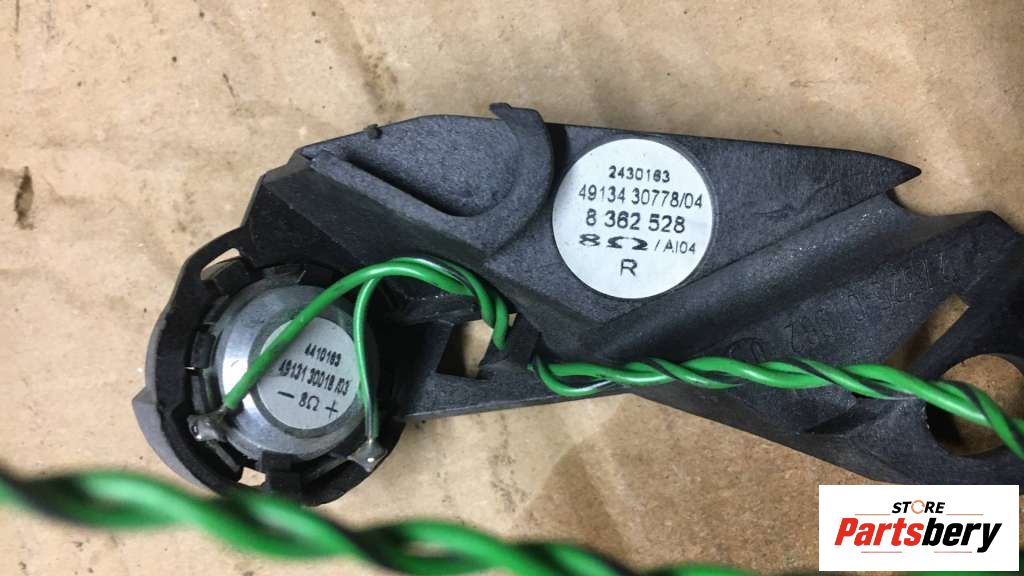 2430163
49134 30778/04
8 362 528
8Ω / AI04
R
4410163
49131 30018 /03
— 8Ω +
STORE
Partsbery